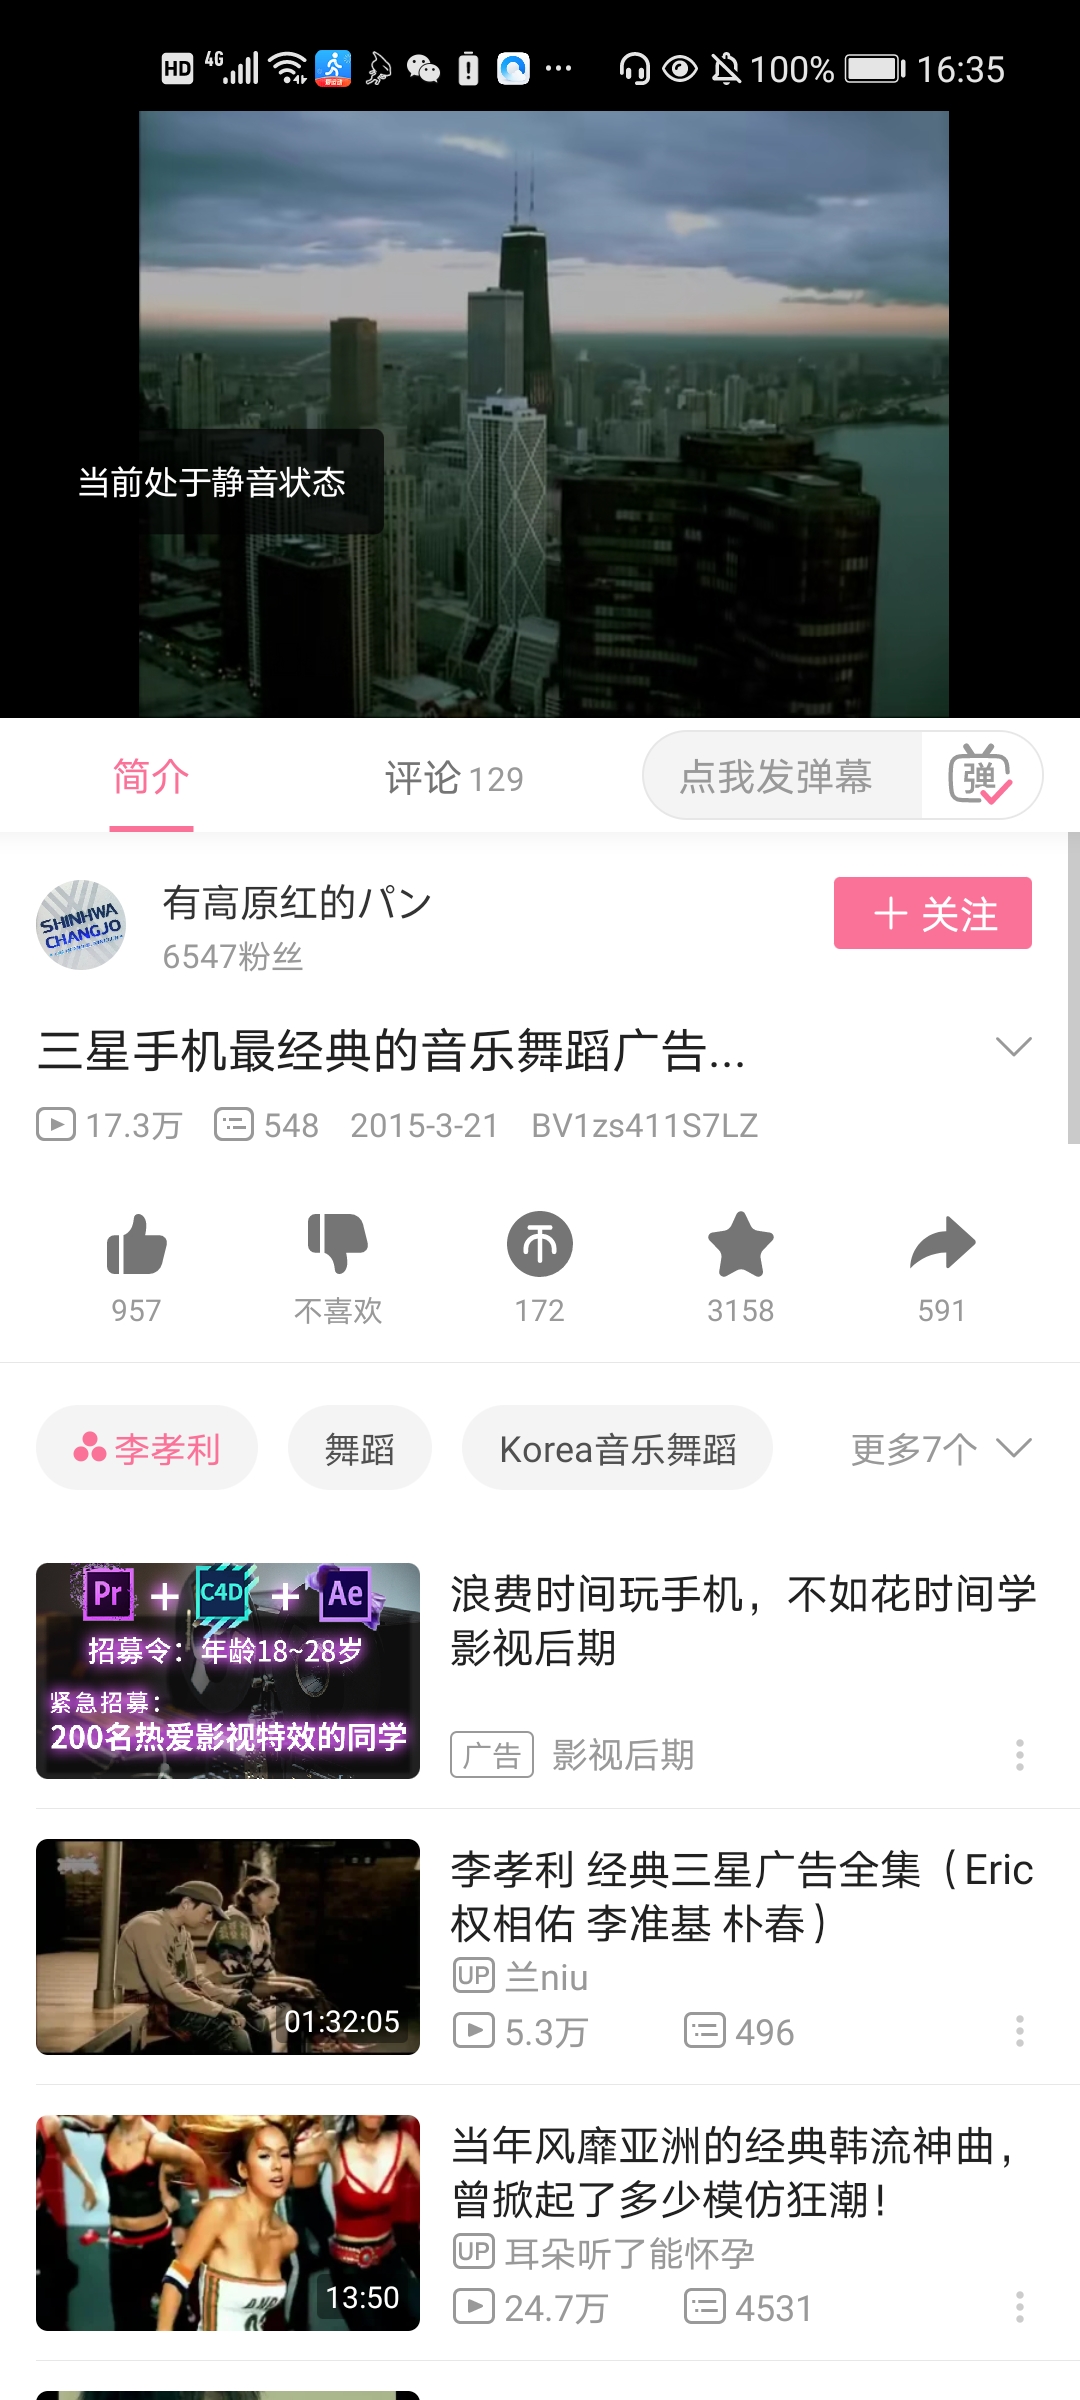 HD 4G 100% 16:35
当前处于静音状态
简介 评论 129 点我发弹幕 弹
SHINHWA
CHANGJO
有高原红的パン
6547粉丝
关注
三星手机最经典的音乐舞蹈广告...
17.3万 548 2015-3-21 BV1zs411S7LZ
957 不喜欢 172 3158 591
李孝利 舞蹈 Korea音乐舞蹈 更多7个
Pr + C4D + Ae
招募令：年龄18~28岁
紧急招募：
200名热爱影视特效的同学
浪费时间玩手机，不如花时间学
影视后期
广告 影视后期
01:32:05
李孝利 经典三星广告全集（Eric
权相佑 李准基 朴春）
UP 兰niu
5.3万 496
13:50
当年风靡亚洲的经典韩流神曲，
曾掀起了多少模仿狂潮！
UP 耳朵听了能怀孕
24.7万 4531